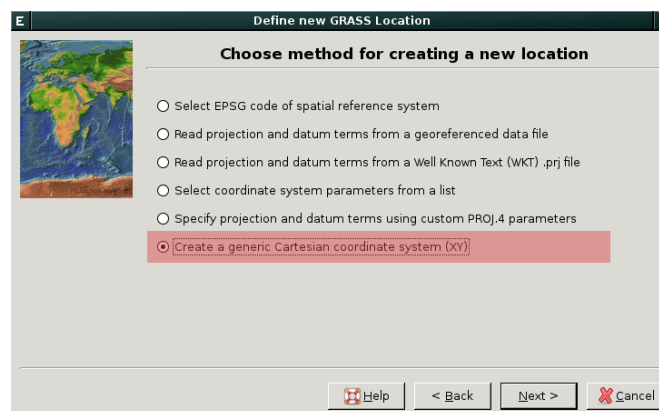 E
Define new GRASS Location
Choose method for creating a new location
Select EPSG code of spatial reference system
Read projection and datum terms from a georeferenced data file
Read projection and datum terms from a Well Known Text (WKT) .prj file
Select coordinate system parameters from a list
Specify projection and datum terms using custom PROJ.4 parameters
Create a generic Cartesian coordinate system (XY)
Help
< Back
Next >
Cancel